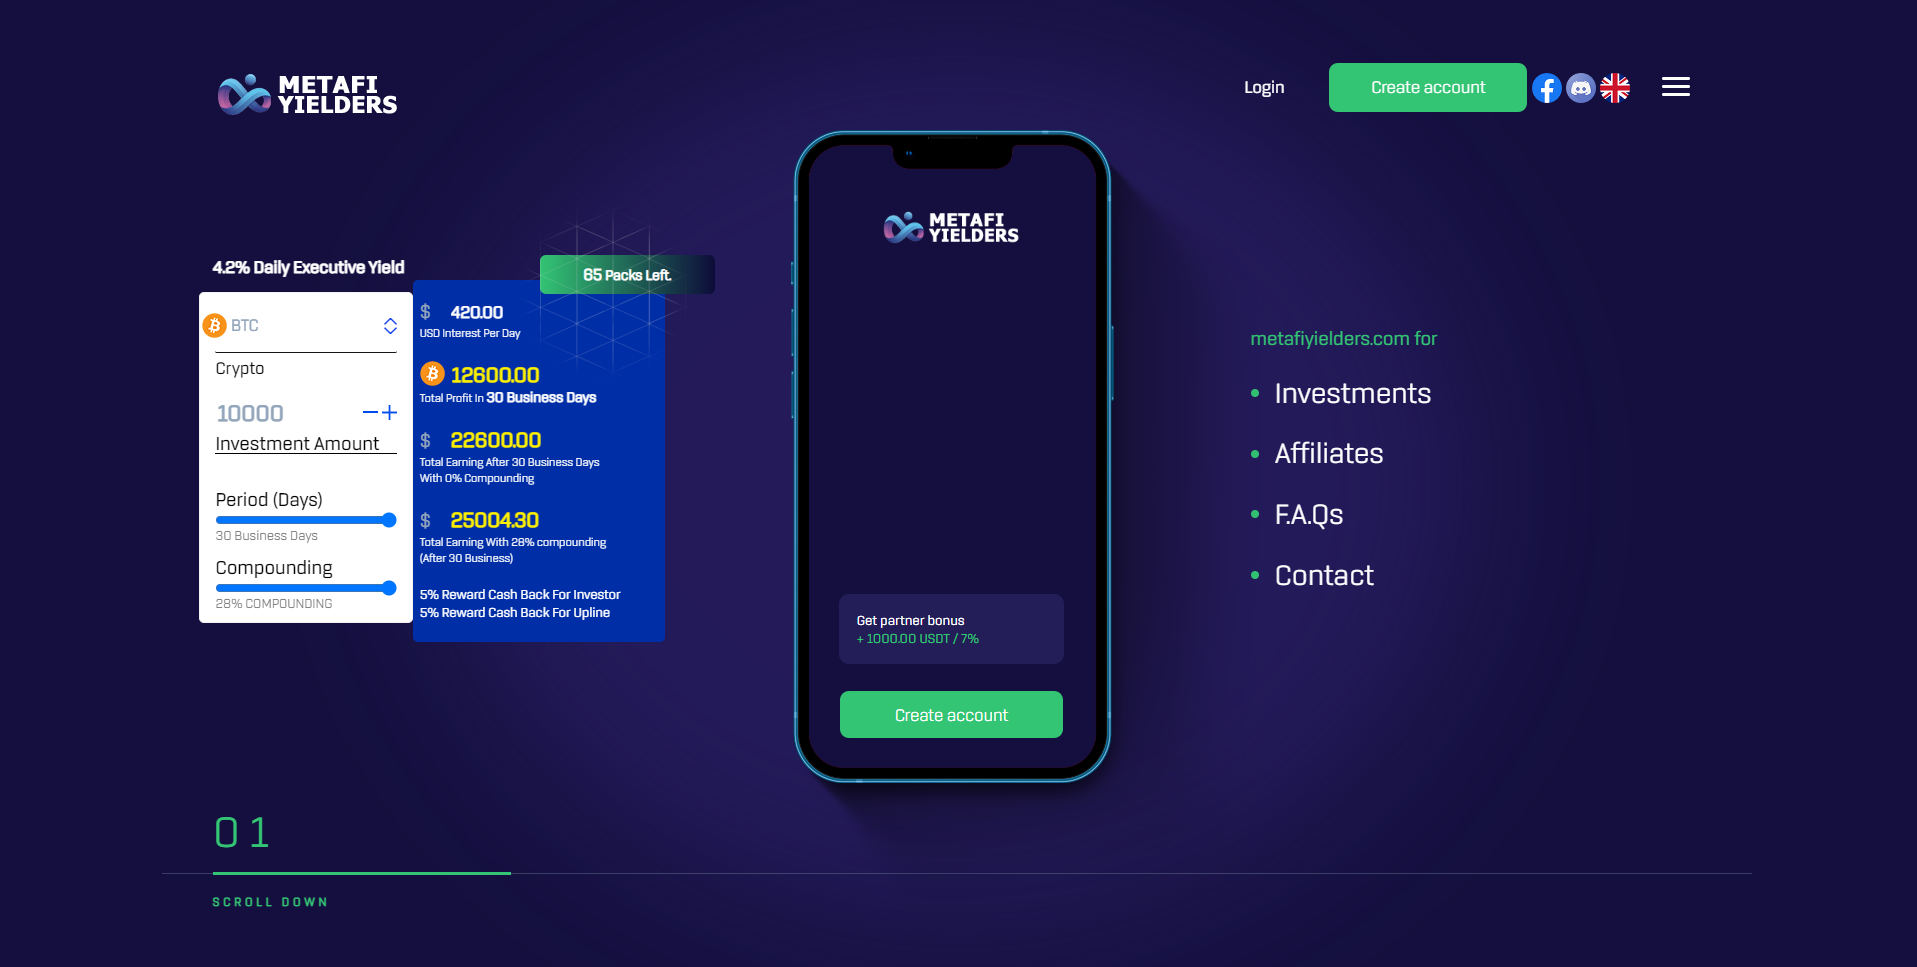 METAFI
YIELDERS
Login
Create account
4.2% Daily Executive Yield
65 Packs Left.
BTC
Crypto
10000
Investment Amount
Period (Days)
30 Business Days
Compounding
28% COMPOUNDING
$ 420.00
USD Interest Per Day
12600.00
Total Profit In 30 Business Days
$ 22600.00
Total Earning After 30 Business Days
With 0% Compounding
$ 25004.30
Total Earning With 28% compounding
(After 30 Business)
5% Reward Cash Back For Investor
5% Reward Cash Back For Upline
METAFI
YIELDERS
Get partner bonus
+ 1000.00 USDT / 7%
Create account
metafiyielders.com for
Investments
Affiliates
F.A.Qs
Contact
01
SCROLL DOWN